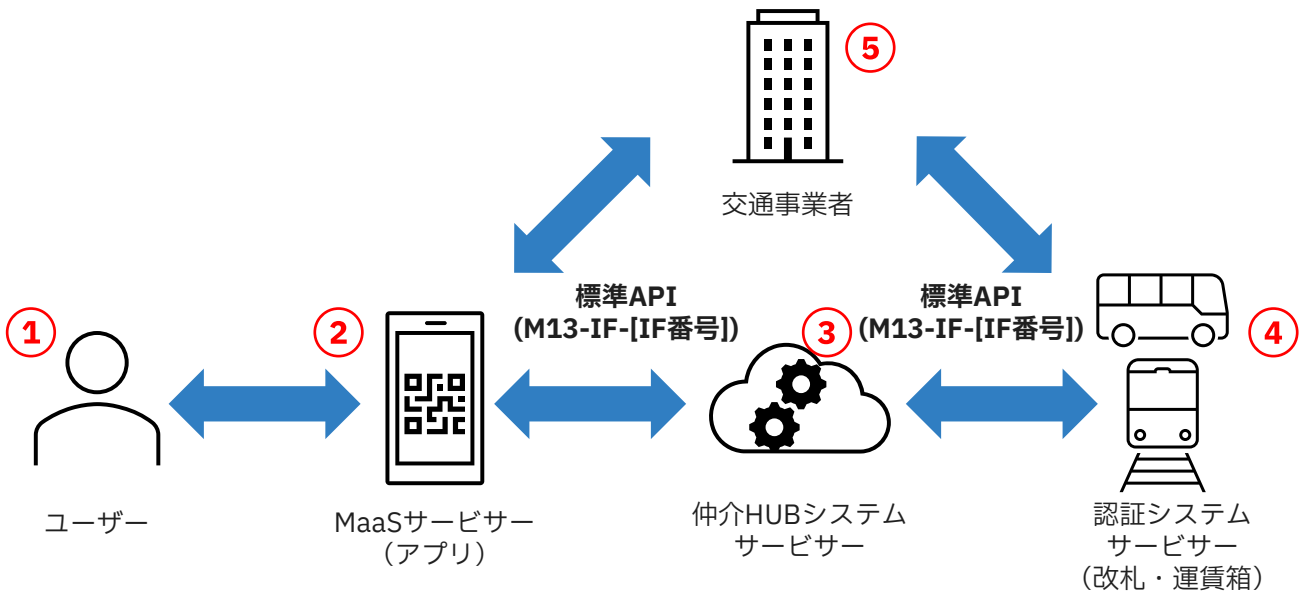 ⑤
交通事業者
標準API
(M13-IF-[IF番号])
標準API
(M13-IF-[IF番号])
①
②
③
④
ユーザー
MaaSサービサー
（アプリ）
仲介HUBシステム
サービサー
認証システム
サービサー
（改札・運賃箱）